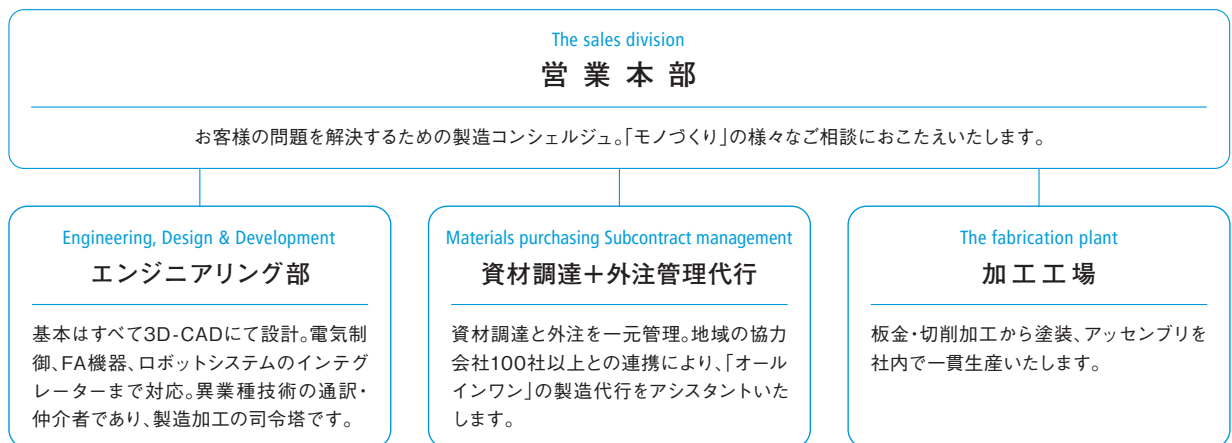 The sales division
営業本部
お客様の問題を解決するための製造コンシェルジュ。「モノづくり」の様々なご相談におこたえいたします。
Engineering, Design & Development
エンジニアリング部
基本はすべて3D-CADにて設計。電気制
御、FA機器、ロボットシステムのインテグ
レーターまで対応。異業種技術の通訳・
仲介者であり、製造加工の司令塔です。
Materials purchasing Subcontract management
資材調達＋外注管理代行
資材調達と外注を一元管理。地域の協力
会社100社以上との連携により、「オール
インワン」の製造代行をアシスタントいた
します。
The fabrication plant
加工工場
板金・切削加工から塗装、アッセンブリを
社内で一貫生産いたします。